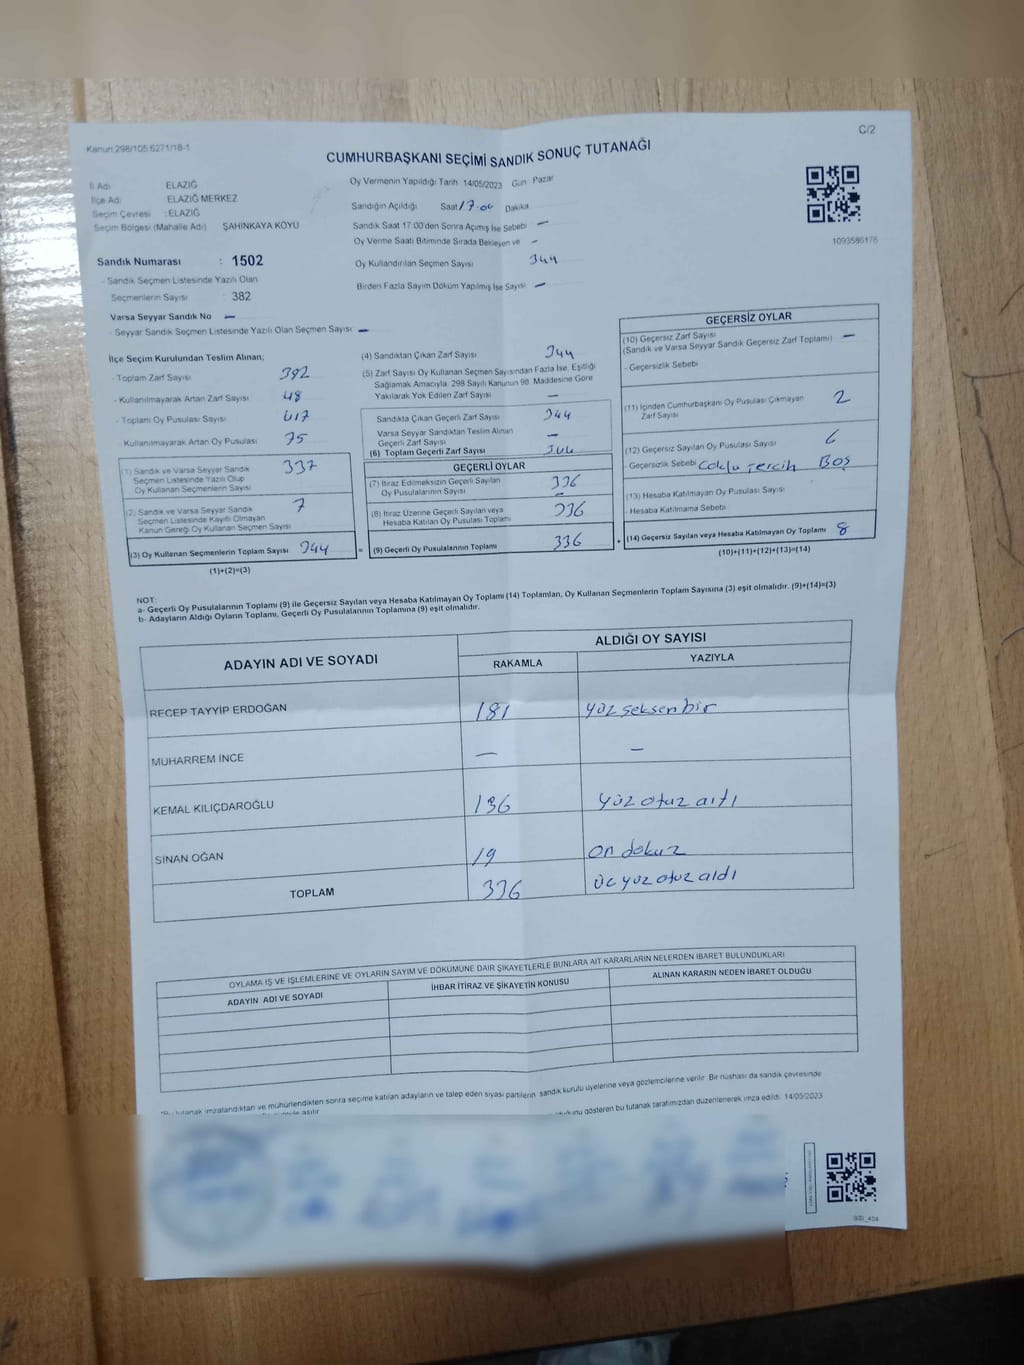 C/2
Kanun:298/105 6271/18-1
CUMHURBAŞKANI SEÇİMİ SANDIK SONUÇ TUTANAĞI
İl Adı ELAZIĞ
İlçe Adı ELAZIĞ MERKEZ
Seçim Çevresi : ELAZIĞ
Seçim Bölgesi (Mahalle Adı) ŞAHİNKAYA KÖYÜ
Sandık Numarası : 1502
- Sandık Seçmen Listesinde Yazılı Olan
Seçmenlerin Sayısı : 382
Varsa Seyyar Sandık No —
- Seyyar Sandık Seçmen Listesinde Yazılı Olan Seçmen Sayısı: —
Oy Vermenin Yapıldığı Tarih: 14/05/2023 Gün Pazar
Sandığın Açıldığı Saat 17.00 Dakika
Sandık Saat 17:00'den Sonra Açımış İse Sebebi —
Oy Verme Saati Bitiminde Sırada Bekleyen ve —
Oy Kullandırılan Seçmen Sayısı 344
Birden Fazla Sayım Döküm Yapılmış İse Sayısı —
1093586176
İlçe Seçim Kurulundan Teslim Alınan;
- Toplam Zarf Sayısı 392
- Kullanılmayarak Artan Zarf Sayısı 48
- Toplam Oy Pusulası Sayısı 417
- Kullanılmayarak Artan Oy Pusulası 75
(1) Sandık ve Varsa Seyyar Sandık
Seçmen Listesinde Yazılı Olup
Oy Kullanan Seçmenlerin Sayısı 337
(2) Sandık ve Varsa Seyyar Sandık
Seçmen Listesinde Kayıtlı Olmayan
Kanun Gereği Oy Kullanan Seçmen Sayısı 7
(3) Oy Kullanan Seçmenlerin Toplam Sayısı 344 =
(1)+(2)=(3)
(4) Sandıktan Çıkan Zarf Sayısı 344
(5) Zarf Sayısı Oy Kullanan Seçmen Sayısından Fazla İse, Eşitliği
Sağlamak Amacıyla; 298 Sayılı Kanunun 98. Maddesine Göre
Yakılarak Yok Edilen Zarf Sayısı —
Sandıkta Çıkan Geçerli Zarf Sayısı 344
Varsa Seyyar Sandıktan Teslim Alınan
Geçerli Zarf Sayısı —
(6) Toplam Geçerli Zarf Sayısı 344
GEÇERLİ OYLAR
(7) İtiraz Edilmeksizin Geçerli Sayılan
Oy Pusulalarının Sayısı 336
(8) İtiraz Üzerine Geçerli Sayılan veya —
Hesaba Katılan Oy Pusulası Toplamı 336
(9) Geçerli Oy Pusulalarının Toplamı 336 +
GEÇERSİZ OYLAR
(10) Geçersiz Zarf Sayısı
(Sandık ve Varsa Seyyar Sandık Geçersiz Zarf Toplamı) —
- Geçersizlik Sebebi
(11) İçinden Cumhurbaşkanı Oy Pusulası Çıkmayan
Zarf Sayısı 2
(12) Geçersiz Sayılan Oy Pusulası Sayısı 6
- Geçersizlik Sebebi Çoklu Tercih Boş
(13) Hesaba Katılmayan Oy Pusulası Sayısı
- Hesaba Katılmama Sebebi
(14) Geçersiz Sayılan veya Hesaba Katılmayan Oy Toplamı 8
(10)+(11)+(12)+(13)=(14)
NOT:
a- Geçerli Oy Pusulalarının Toplamı (9) ile Geçersiz Sayılan veya Hesaba Katılmayan Oy Toplamı (14) Toplamları, Oy Kullanan Seçmenlerin Toplam Sayısına (3) eşit olmalıdır. (9)+(14)=(3)
b- Adayların Aldığı Oyların Toplamı, Geçerli Oy Pusulalarının Toplamına (9) eşit olmalıdır.
ADAYIN ADI VE SOYADI
ALDIĞI OY SAYISI
RAKAMLA YAZIYLA
RECEP TAYYİP ERDOĞAN 181 yüz seksen bir
MUHARREM İNCE — —
KEMAL KILIÇDAROĞLU 136 yüz otuz altı
SİNAN OĞAN 19 on dokuz
TOPLAM 336 üç yüz otuz aldı
OYLAMA İŞ VE İŞLEMLERİNE VE OYLARIN SAYIM VE DÖKÜMÜNE DAİR ŞİKAYETLERLE BUNLARA AİT KARARLARIN NELERDEN İBARET BULUNDUKLARI
ADAYIN ADI VE SOYADI İHBAR İTİRAZ VE ŞİKAYETİN KONUSU ALINAN KARARIN NEDEN İBARET OLDUĞU
*Bu tutanak imzalandıktan ve mühürlendikten sonra seçime katılan adayların ve talep eden siyasi partilerin sandık kurulu üyelerine veya gözlemcilerine verilir. Bir nüshası da sandık çevresinde
gösteren bu tutanak tarafımızdan düzenlenerek imza edildi. 14/05/2023